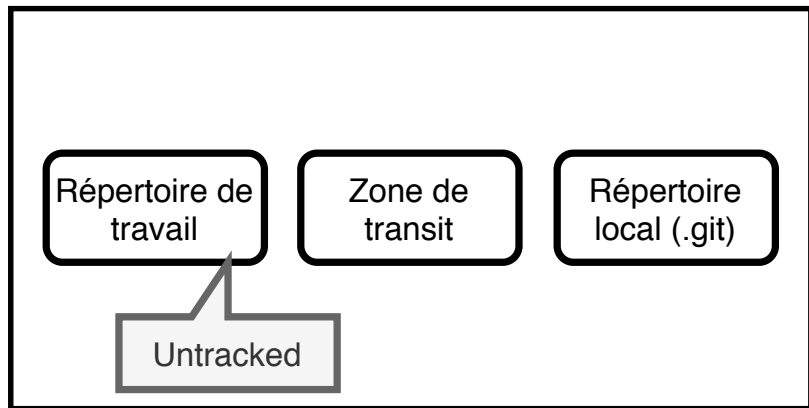 Répertoire de
travail
Zone de
transit
Répertoire
local (.git)
Untracked